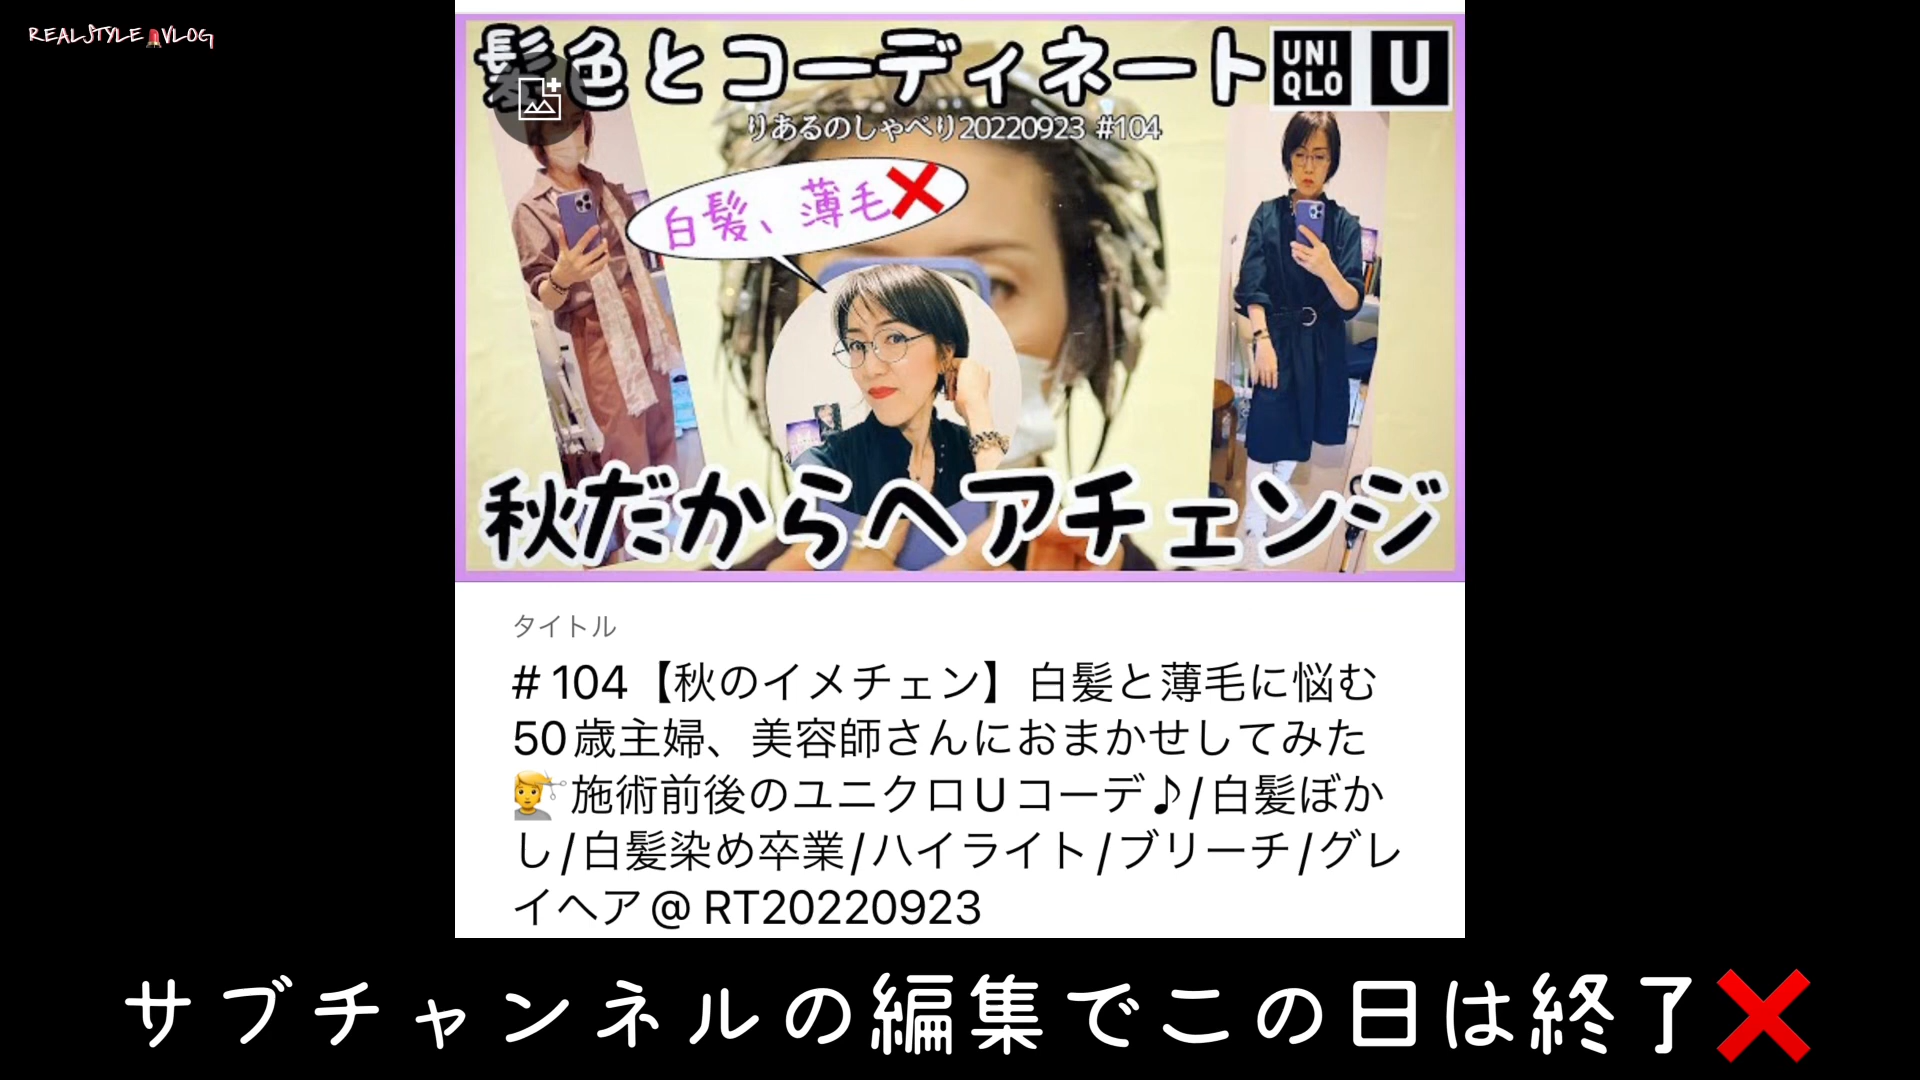 REALSTYLE VLOG
髪色とコーディネート UNI QLO U
りあるのしゃべり20220923 #104
白髪、薄毛❌
秋だからヘアチェンジ
タイトル
# 104【秋のイメチェン】白髪と薄毛に悩む
50歳主婦、美容師さんにおまかせしてみた
💇施術前後のユニクロUコーデ♪/白髪ぼか
し/白髪染め卒業/ハイライト/ブリーチ/グレ
イヘア@ RT20220923
サブチャンネルの編集でこの日は終了❌